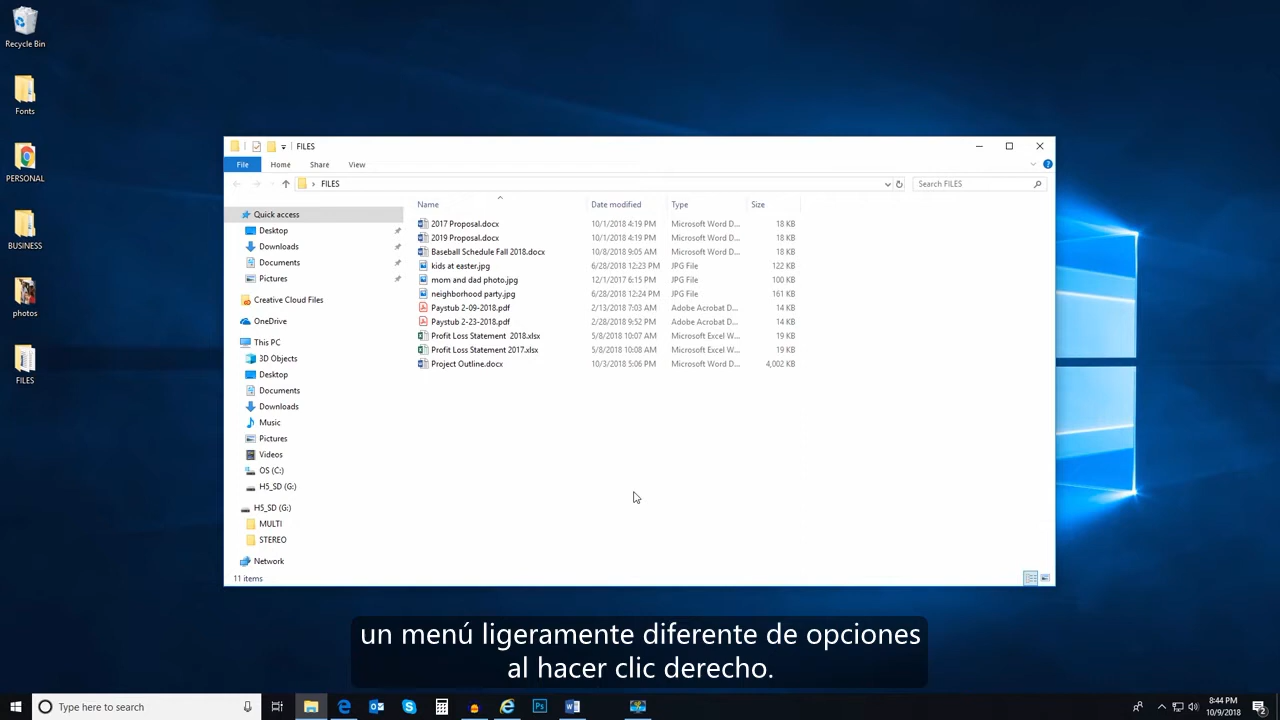 Recycle Bin
Fonts
PERSONAL
BUSINESS
photos
FILES
FILES
File Home Share View
FILES
Search FILES
Name Date modified Type Size
Quick access
Desktop
Downloads
Documents
Pictures
Creative Cloud Files
OneDrive
This PC
3D Objects
Desktop
Documents
Downloads
Music
Pictures
Videos
OS (C:)
H5_SD (G:)
H5_SD (G:)
MULTI
STEREO
Network
2017 Proposal.docx 10/1/2018 4:19 PM Microsoft Word D... 18 KB
2019 Proposal.docx 10/1/2018 4:19 PM Microsoft Word D... 18 KB
Baseball Schedule Fall 2018.docx 10/8/2018 9:05 AM Microsoft Word D... 18 KB
kids at easter.jpg 6/28/2018 12:23 PM JPG File 122 KB
mom and dad photo.jpg 12/1/2017 6:15 PM JPG File 100 KB
neighborhood party.jpg 6/28/2018 12:24 PM JPG File 161 KB
Paystub 2-09-2018.pdf 2/13/2018 7:03 AM Adobe Acrobat D... 14 KB
Paystub 2-23-2018.pdf 2/28/2018 9:52 PM Adobe Acrobat D... 14 KB
Profit Loss Statement 2018.xlsx 5/8/2018 10:07 AM Microsoft Excel W... 19 KB
Profit Loss Statement 2017.xlsx 5/8/2018 10:08 AM Microsoft Excel W... 19 KB
Project Outline.docx 10/3/2018 5:06 PM Microsoft Word D... 4,002 KB
11 items
un menú ligeramente diferente de opciones
al hacer clic derecho.
Type here to search
8:44 PM
10/9/2018
2